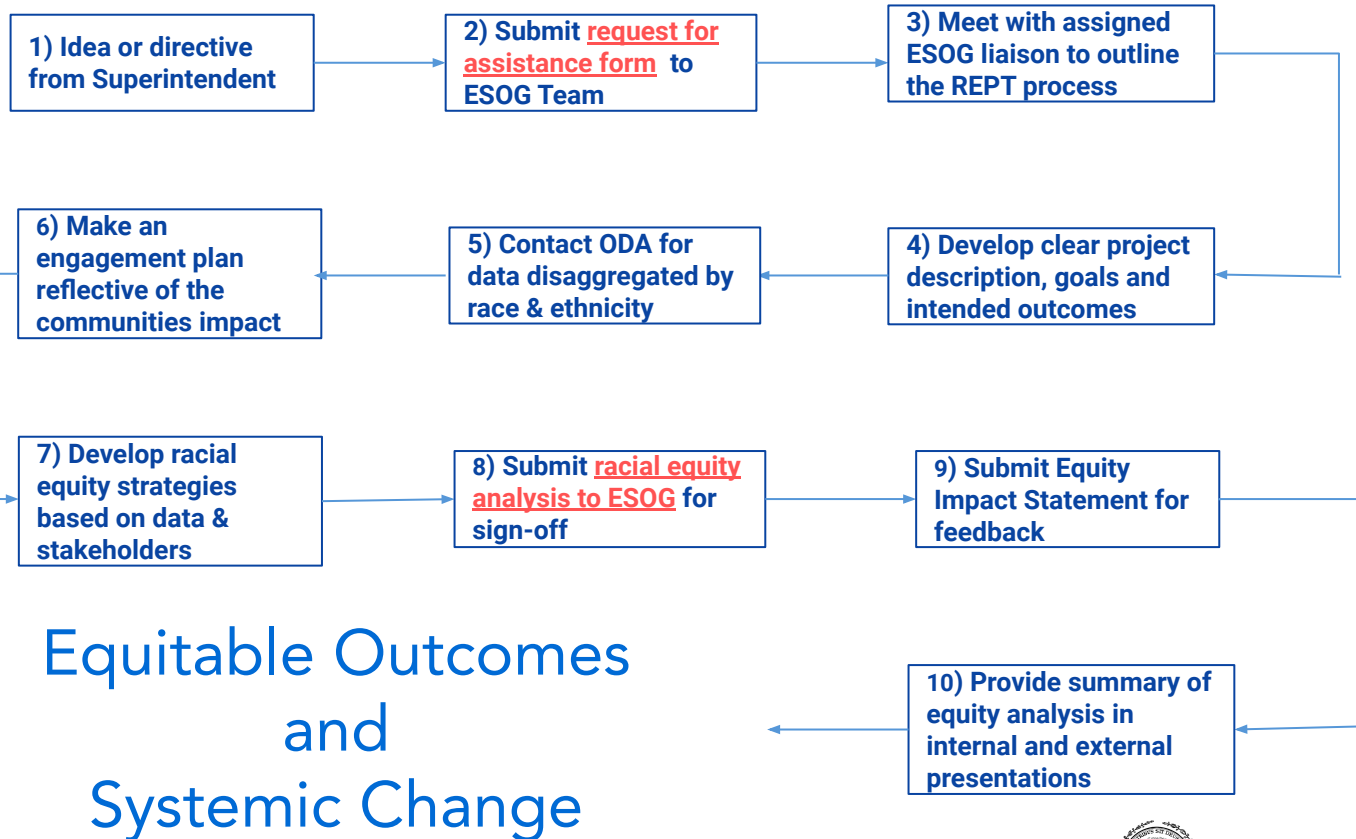 1) Idea or directive
from Superintendent
2) Submit request for
assistance form to
ESOG Team
3) Meet with assigned
ESOG liaison to outline
the REPT process
4) Develop clear project
description, goals and
intended outcomes
5) Contact ODA for
data disaggregated by
race & ethnicity
6) Make an
engagement plan
reflective of the
communities impact
7) Develop racial
equity strategies
based on data &
stakeholders
8) Submit racial equity
analysis to ESOG for
sign-off
9) Submit Equity
Impact Statement for
feedback
10) Provide summary of
equity analysis in
internal and external
presentations
Equitable Outcomes
and
Systemic Change